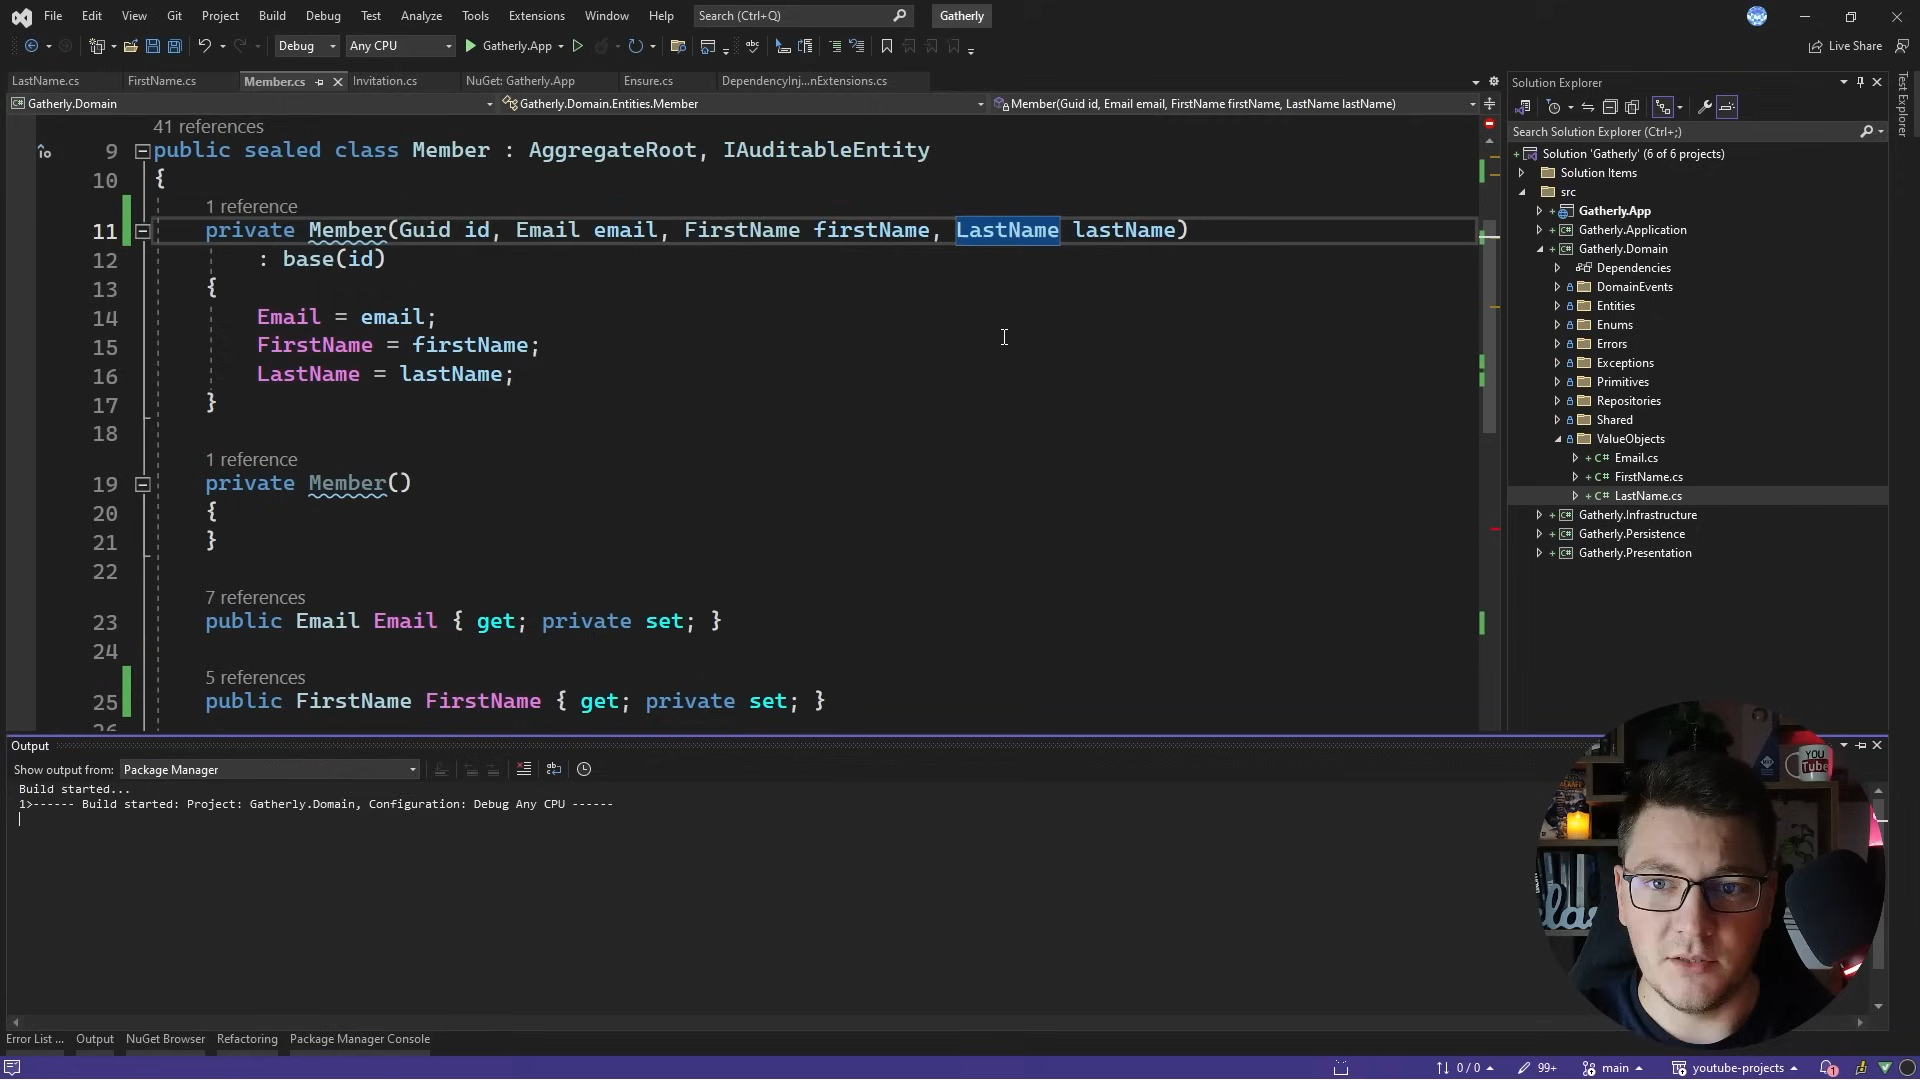 File Edit View Git Project Build Debug Test Analyze Tools Extensions Window Help Search (Ctrl+Q) Gatherly
Debug Any CPU Gatherly.App Live Share
LastName.cs FirstName.cs Member.cs Invitation.cs NuGet: Gatherly.App Ensure.cs DependencyInj...nExtensions.cs
Gatherly.Domain Gatherly.Domain.Entities.Member Member(Guid id, Email email, FirstName firstName, LastName lastName)
41 references
9 public sealed class Member : AggregateRoot, IAuditableEntity
10 {
1 reference
11 private Member(Guid id, Email email, FirstName firstName, LastName lastName)
12 : base(id)
13 {
14 Email = email;
15 FirstName = firstName;
16 LastName = lastName;
17 }
18
1 reference
19 private Member()
20 {
21 }
22
7 references
23 public Email Email { get; private set; }
24
5 references
25 public FirstName FirstName { get; private set; }
26
Solution Explorer
Search Solution Explorer (Ctrl+;)
Solution 'Gatherly' (6 of 6 projects)
Solution Items
src
Gatherly.App
Gatherly.Application
Gatherly.Domain
Dependencies
DomainEvents
Entities
Enums
Errors
Exceptions
Primitives
Repositories
Shared
ValueObjects
C# Email.cs
C# FirstName.cs
C# LastName.cs
Gatherly.Infrastructure
Gatherly.Persistence
Gatherly.Presentation
Test Explorer
Output
Show output from: Package Manager
Build started...
1>------ Build started: Project: Gatherly.Domain, Configuration: Debug Any CPU ------
YOU
Tube
Error List ... Output NuGet Browser Refactoring Package Manager Console
0 / 0 99+ main youtube-projects 1